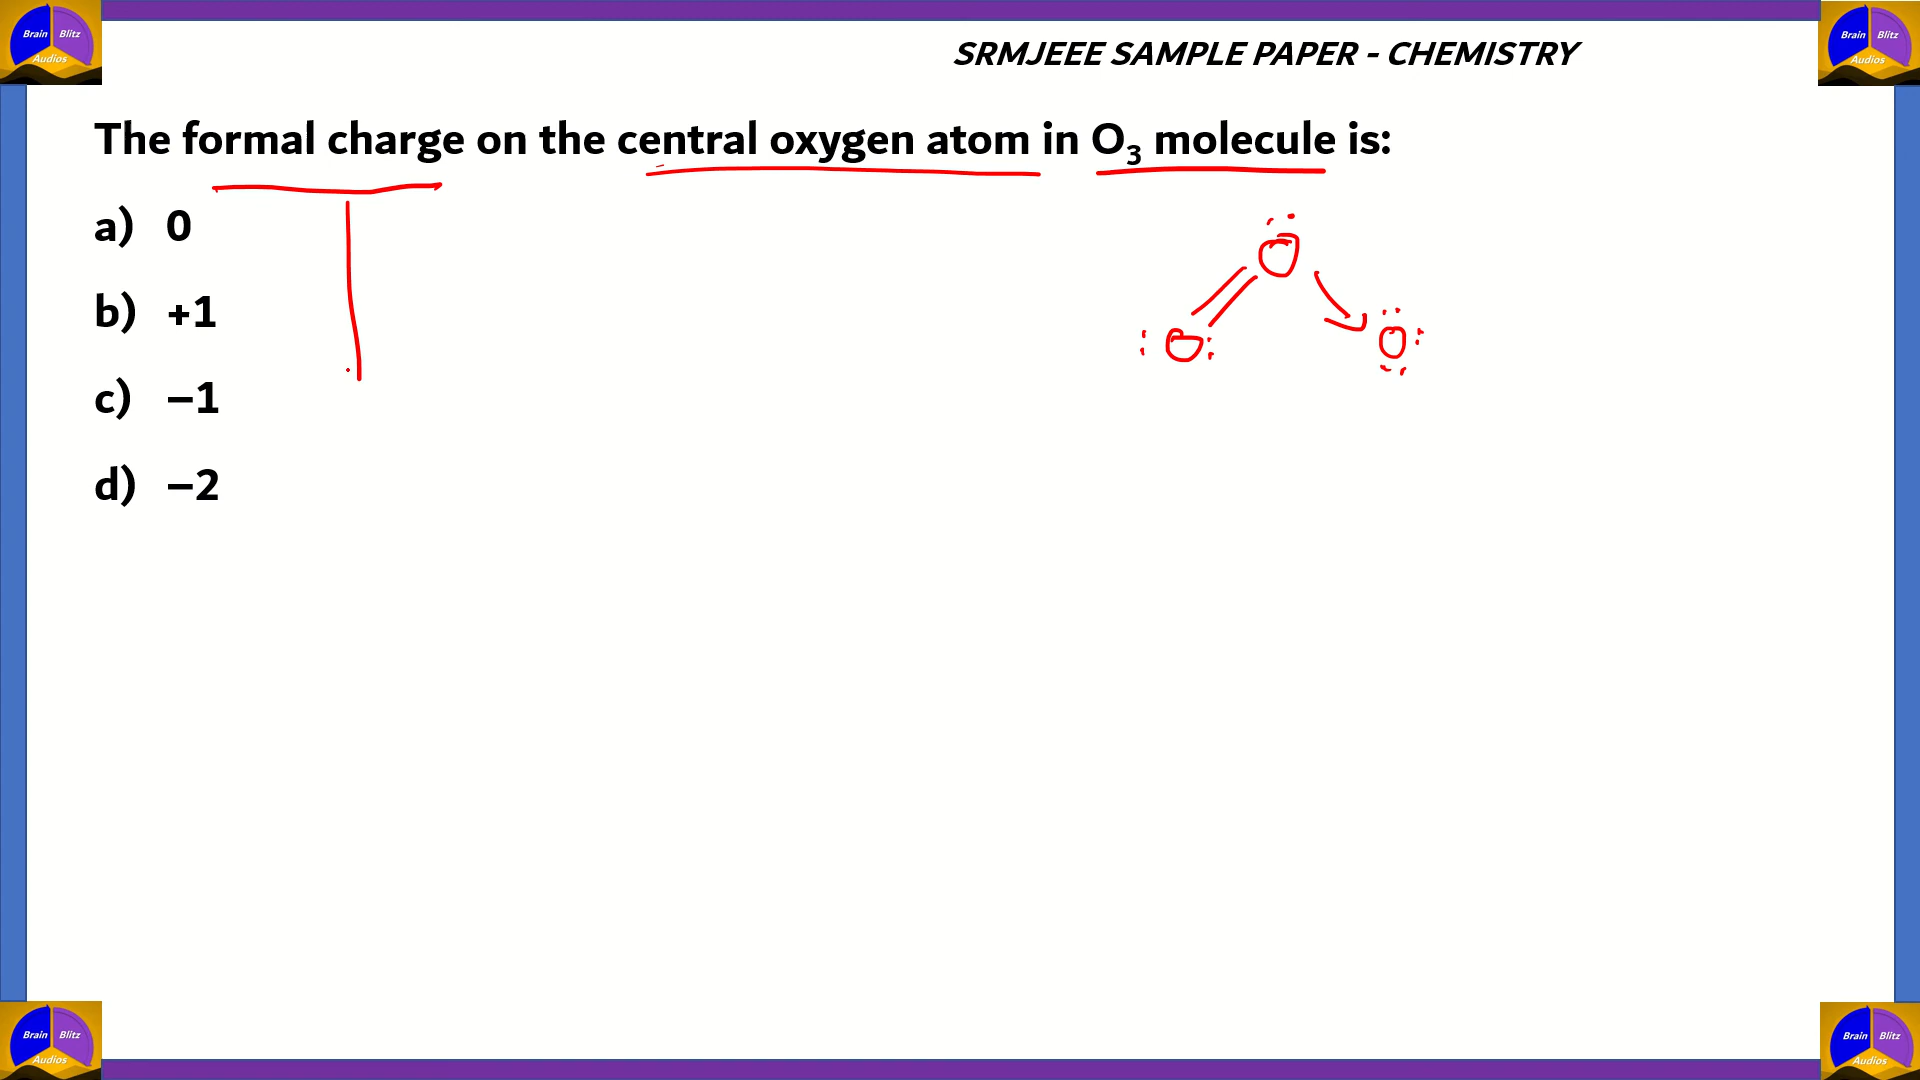 Brain Blitz
Audios
Brain Blitz
Audios
SRMJEEE SAMPLE PAPER - CHEMISTRY
The formal charge on the central oxygen atom in O₃ molecule is:
a) 0
b) +1
c) –1
d) –2
O
O
O
Brain Blitz
Audios
Brain Blitz
Audios